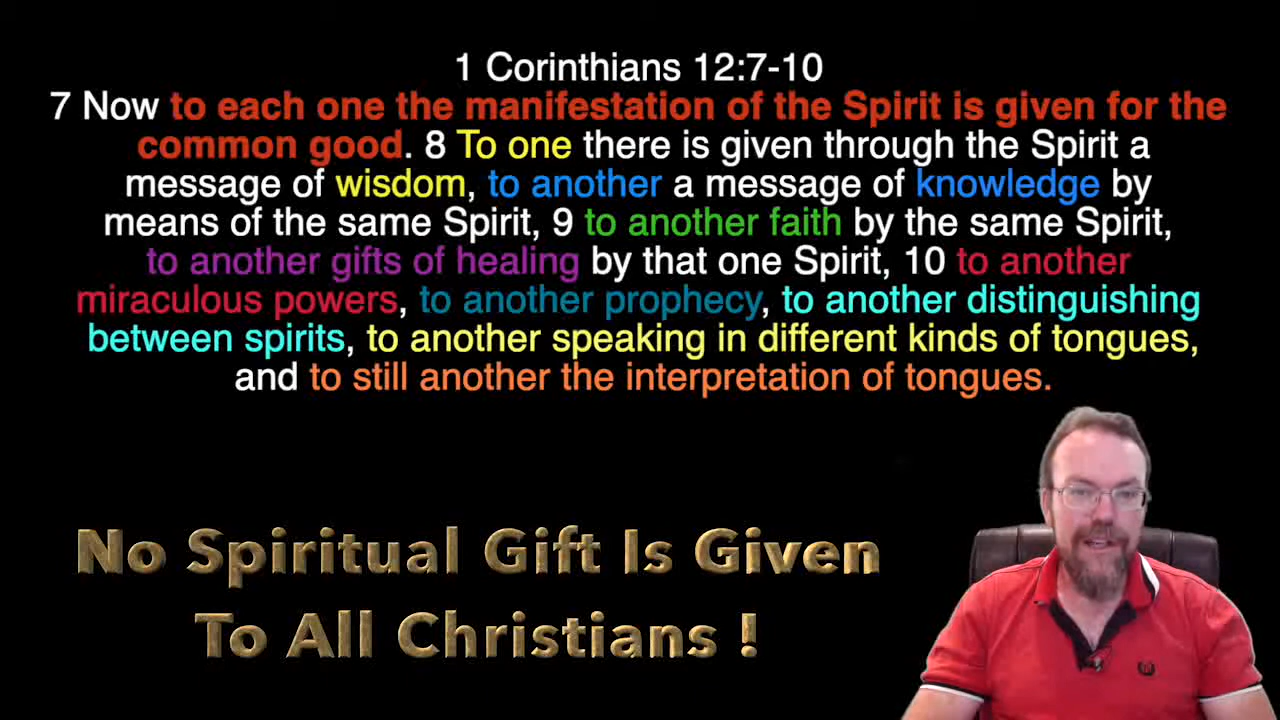 1 Corinthians 12:7-10
7 Now to each one the manifestation of the Spirit is given for the
common good. 8 To one there is given through the Spirit a
message of wisdom, to another a message of knowledge by
means of the same Spirit, 9 to another faith by the same Spirit,
to another gifts of healing by that one Spirit, 10 to another
miraculous powers, to another prophecy, to another distinguishing
between spirits, to another speaking in different kinds of tongues,
and to still another the interpretation of tongues.
No Spiritual Gift Is Given
To All Christians !